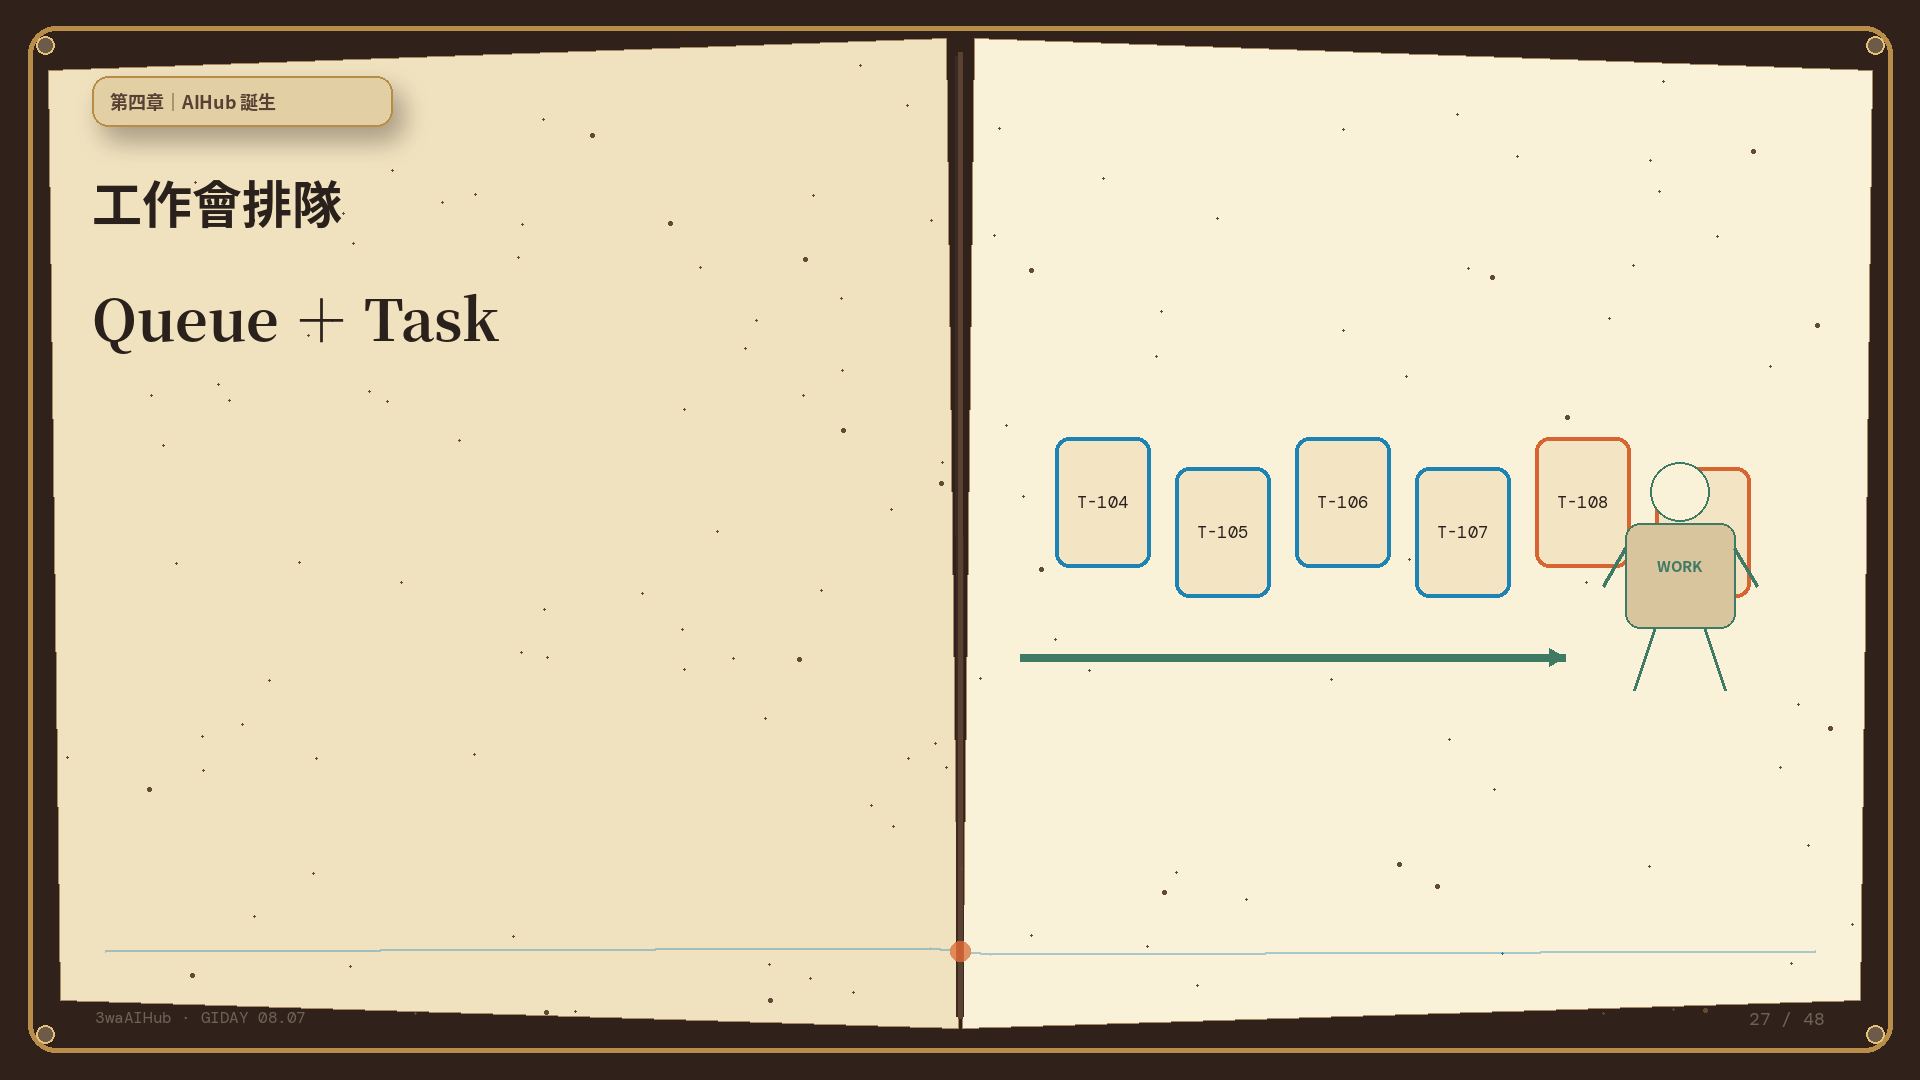 第四章｜AIHub 誕生
工作會排隊
Queue + Task
T-104
T-105
T-106
T-107
T-108
WORK
3waAIHub · GIDAY 08.07
27 / 48